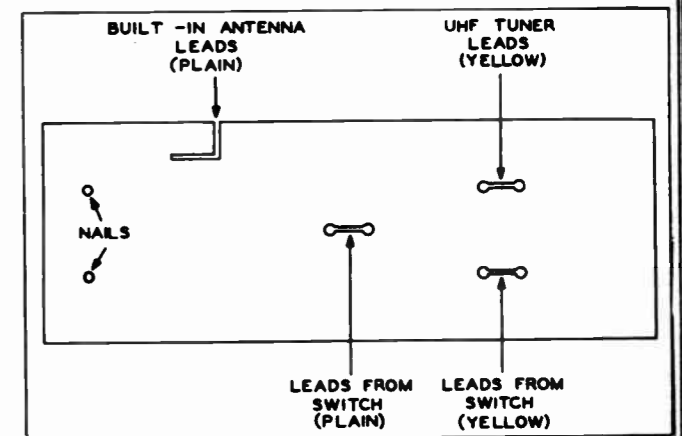 BUILT -IN ANTENNA
LEADS
(PLAIN)
UHF TUNER
LEADS
(YELLOW)
NAILS
LEADS FROM
SWITCH
(PLAIN)
LEADS FROM
SWITCH
(YELLOW)